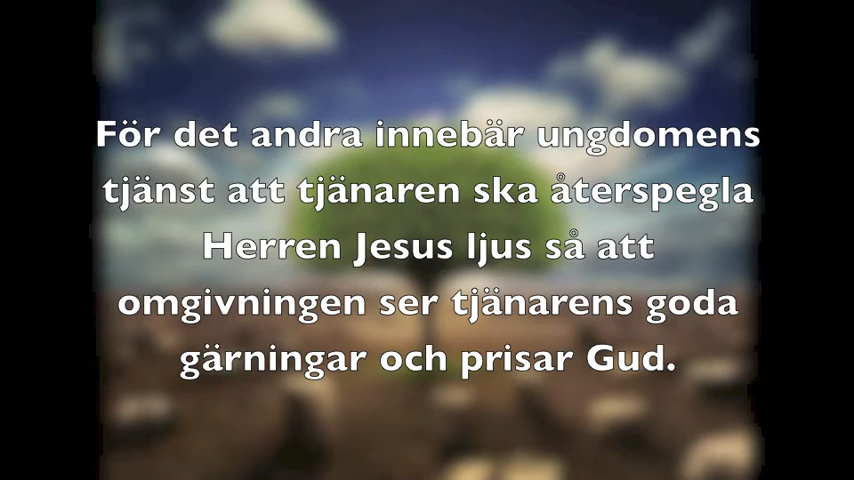 För det andra innebär ungdomens
tjänst att tjänaren ska återspegla
Herren Jesus ljus så att
omgivningen ser tjänarens goda
gärningar och prisar Gud.